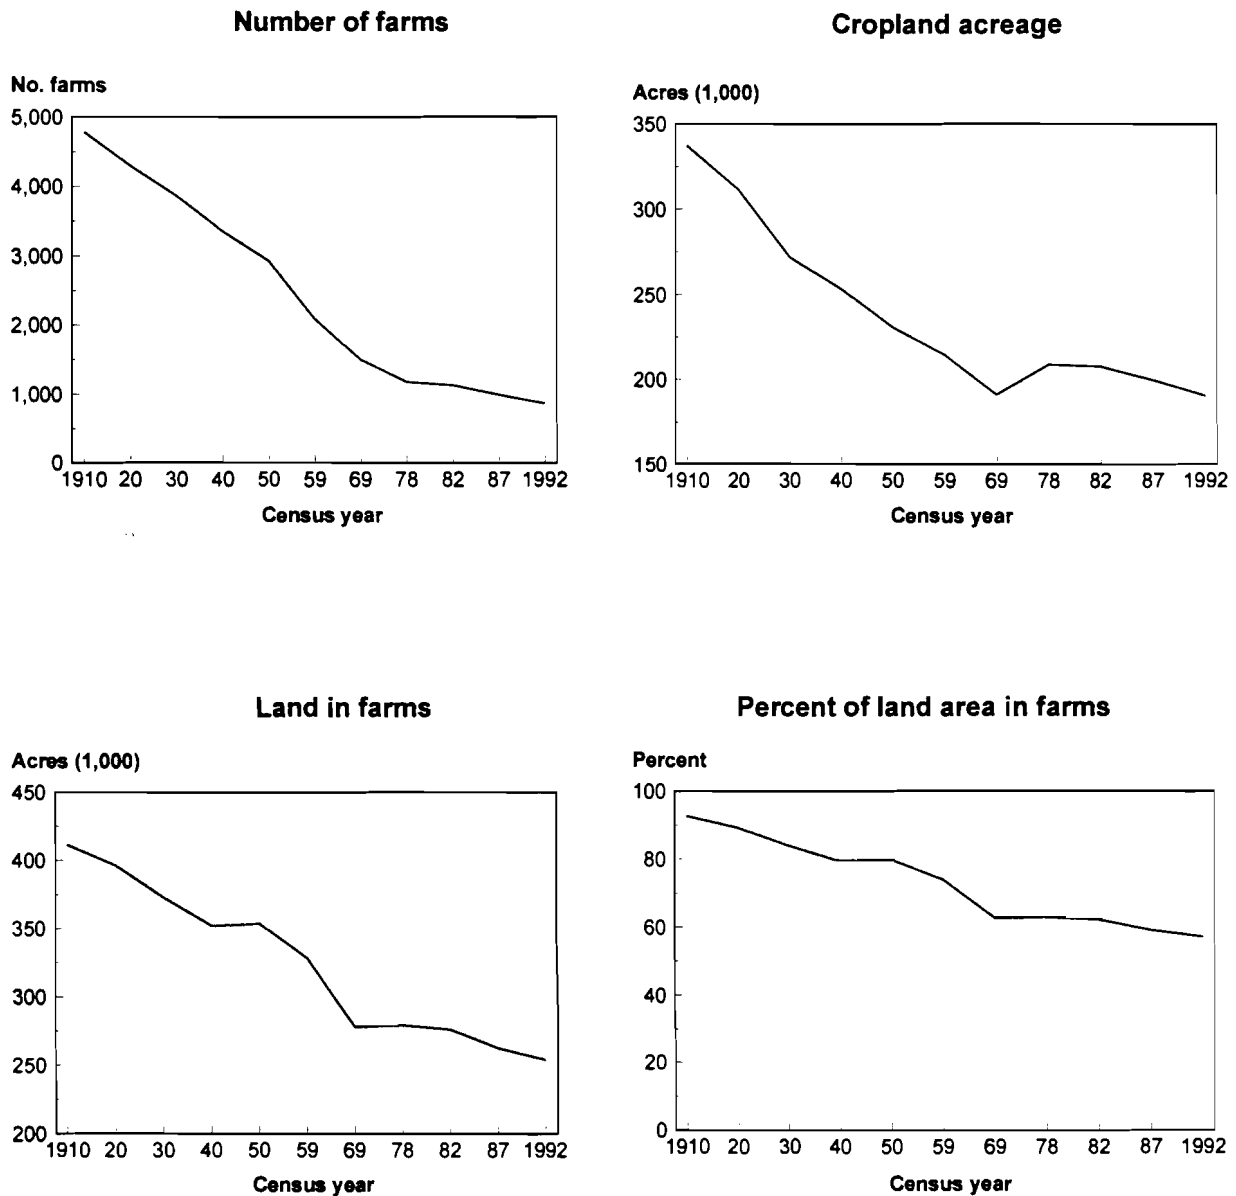 Number of farms
No. farms
5,000
4,000
3,000
2,000
1,000
0
1910 20 30 40 50 59 69 78 82 87 1992
Census year
Cropland acreage
Acres (1,000)
350
300
250
200
150
1910 20 30 40 50 59 69 78 82 87 1992
Census year
Land in farms
Acres (1,000)
450
400
350
300
250
200
1910 20 30 40 50 59 69 78 82 87 1992
Census year
Percent of land area in farms
Percent
100
80
60
40
20
0
1910 20 30 40 50 59 69 78 82 87 1992
Census year